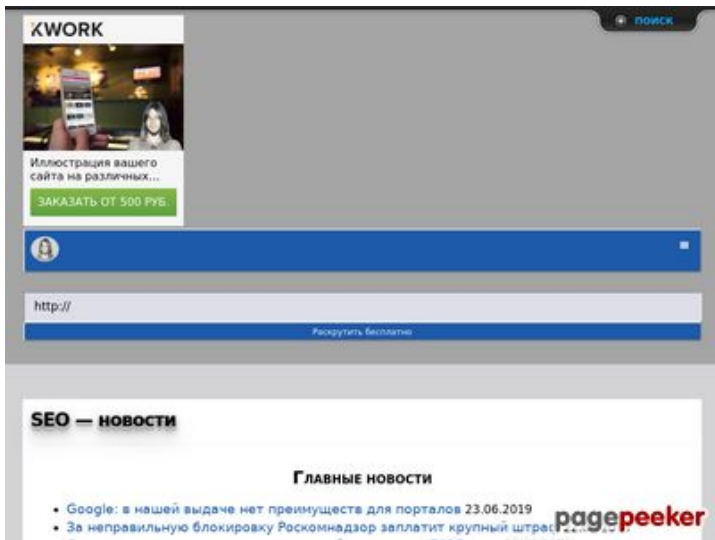 ПОИСК
KWORK
Иллюстрация вашего
сайта на различных...
ЗАКАЗАТЬ ОТ 500 РУБ.
http://
Раскрутить бесплатно
SEO — новости
Главные новости
Google: в нашей выдаче нет преимуществ для порталов 23.06.2019
За неправильную блокировку Роскомнадзор заплатит крупный
pagepeeker